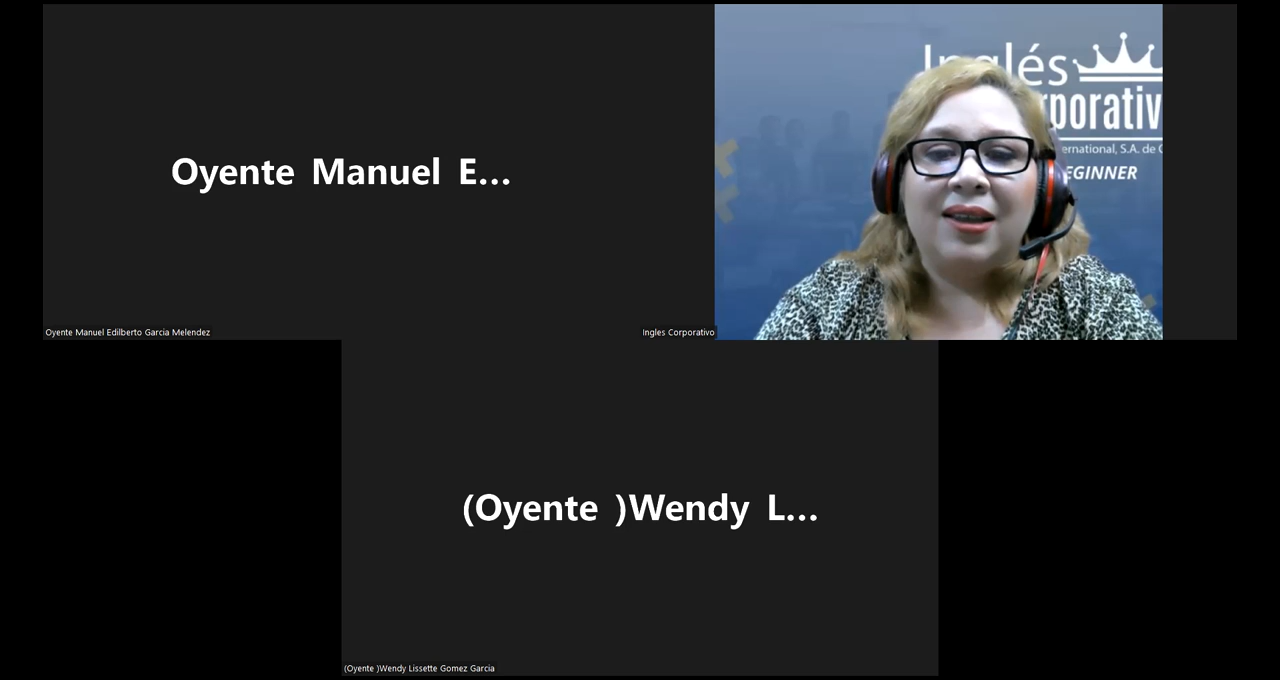 Oyente Manuel E...
Inglés
rporativ
ernational, S.A. de C
EGINNER
Oyente Manuel Edilberto Garcia Melendez
Ingles Corporativo
(Oyente )Wendy L...
(Oyente )Wendy Lissette Gomez Garcia